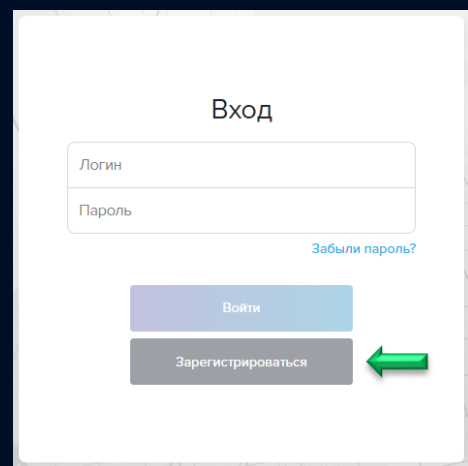 Вход
Логин
Пароль
Забыли пароль?
Войти
Зарегистрироваться